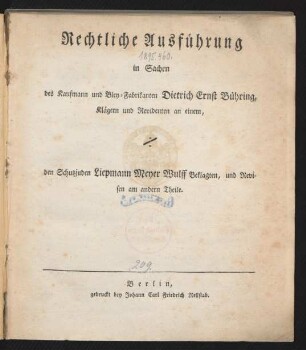 Rechtliche Ausführung
in Sachen
des Kaufmann und Bley-Fabrikanten Dietrich Ernst Bühring,
Klägern und Revidenten an einem,
den Schutzjuden Liepmann Meyer Wulff Beklagten, und Revi-
sen am andern Theile.
209.
Berlin,
gedruckt bey Johann Carl Friedrich Rellstab.